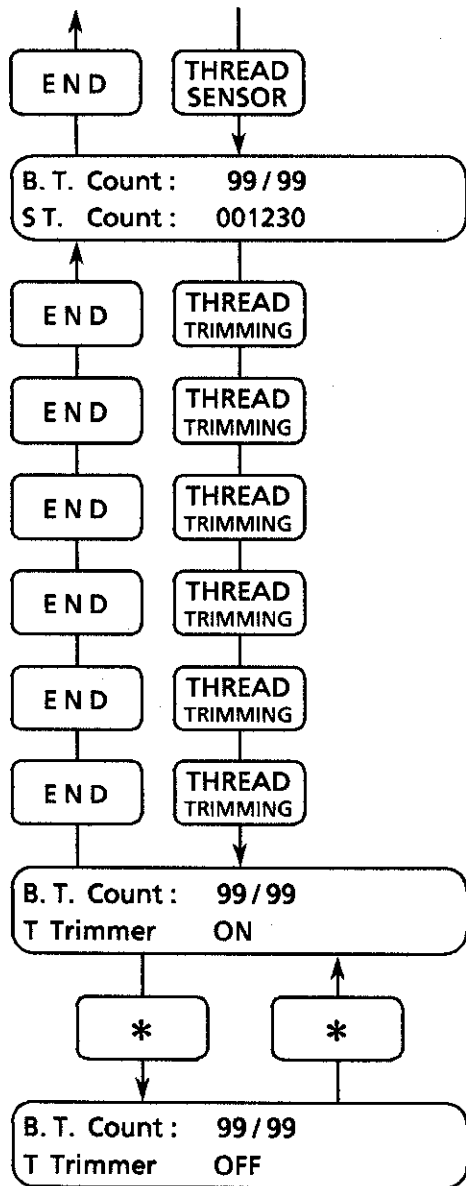 END
THREAD
SENSOR
B. T. Count: 99/99
ST. Count: 001230
END
THREAD
TRIMMING
END
THREAD
TRIMMING
END
THREAD
TRIMMING
END
THREAD
TRIMMING
END
THREAD
TRIMMING
END
THREAD
TRIMMING
B. T. Count: 99/99
T Trimmer ON
* *
B. T. Count: 99/99
T Trimmer OFF